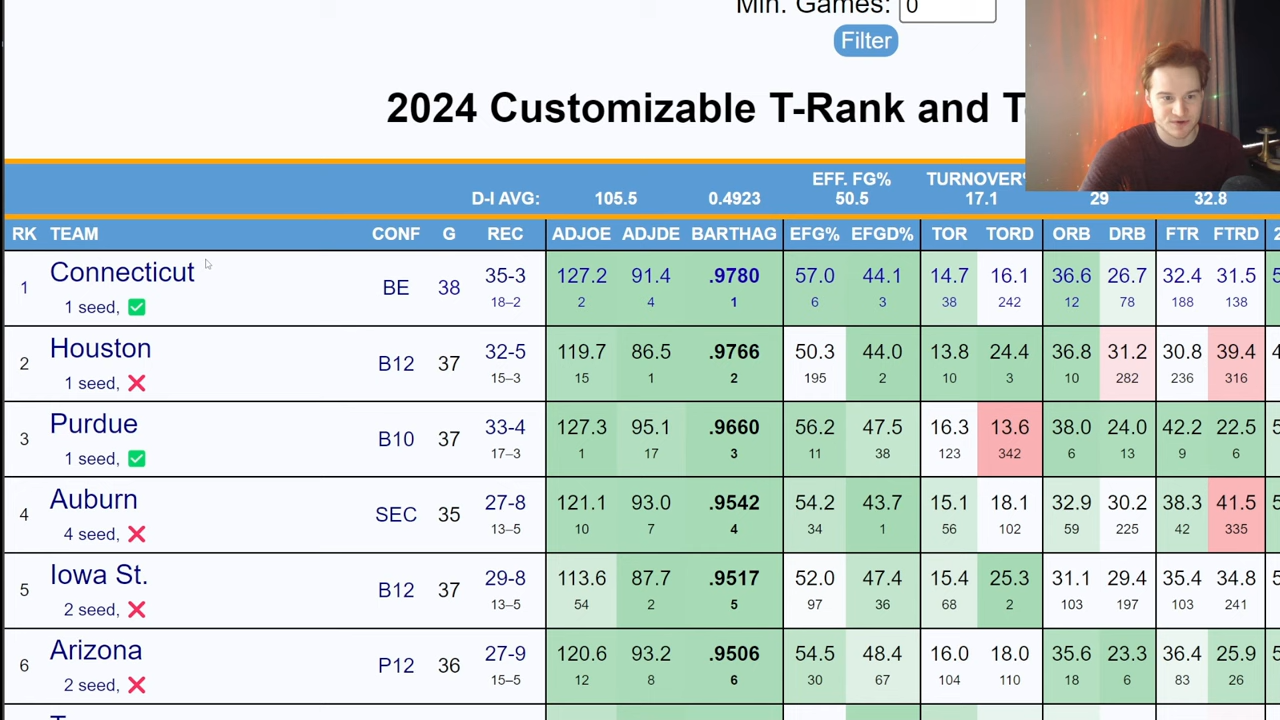 Min. Games: 0
Filter
2024 Customizable T-Rank and T
D-I AVG: 105.5 0.4923 EFF. FG% 50.5 TURNOVER% 17.1 29 32.8
RK TEAM CONF G REC ADJOE ADJDE BARTHAG EFG% EFGD% TOR TORD ORB DRB FTR FTRD 2
1 Connecticut BE 38 35-3 127.2 91.4 .9780 57.0 44.1 14.7 16.1 36.6 26.7 32.4 31.5 5
1 seed, ✅ 18–2 2 4 1 6 3 38 242 12 78 188 138
2 Houston B12 37 32-5 119.7 86.5 .9766 50.3 44.0 13.8 24.4 36.8 31.2 30.8 39.4 4
1 seed, ❌ 15–3 15 1 2 195 2 10 3 10 282 236 316
3 Purdue B10 37 33-4 127.3 95.1 .9660 56.2 47.5 16.3 13.6 38.0 24.0 42.2 22.5 5
1 seed, ✅ 17–3 1 17 3 11 38 123 342 6 13 9 6
4 Auburn SEC 35 27-8 121.1 93.0 .9542 54.2 43.7 15.1 18.1 32.9 30.2 38.3 41.5 5
4 seed, ❌ 13–5 10 7 4 34 1 56 102 59 225 42 335
5 Iowa St. B12 37 29-8 113.6 87.7 .9517 52.0 47.4 15.4 25.3 31.1 29.4 35.4 34.8 5
2 seed, ❌ 13–5 54 2 5 97 36 68 2 103 197 103 241
6 Arizona P12 36 27-9 120.6 93.2 .9506 54.5 48.4 16.0 18.0 35.6 23.3 36.4 25.9 5
2 seed, ❌ 15–5 12 8 6 30 67 104 110 18 6 83 26